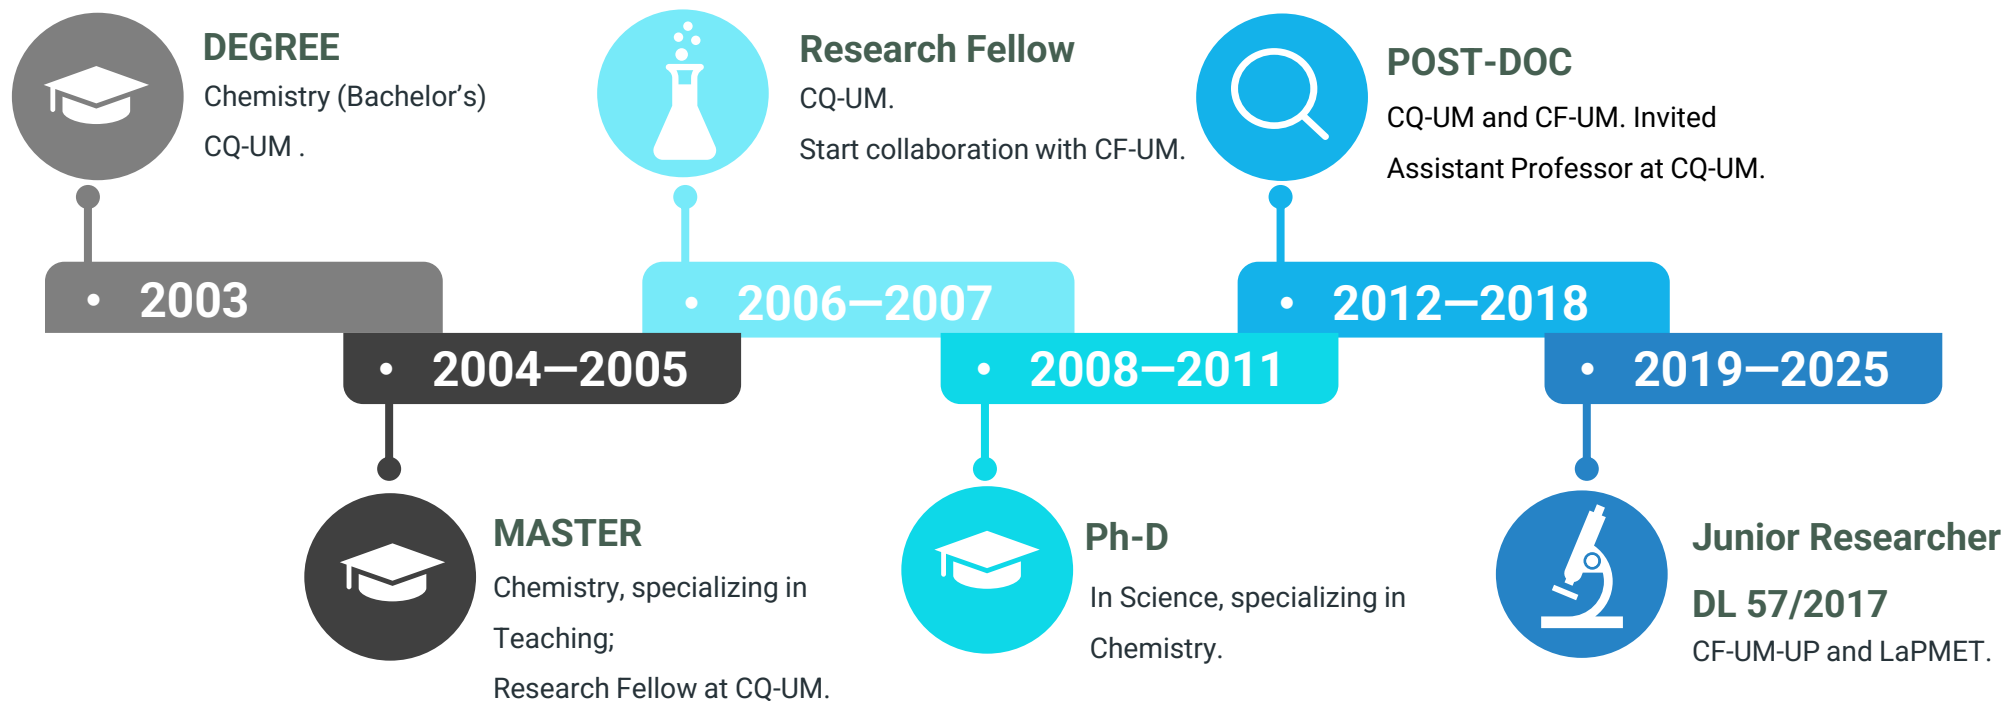 DEGREE
Chemistry (Bachelor’s)
CQ-UM .
Research Fellow
CQ-UM.
Start collaboration with CF-UM.
POST-DOC
CQ-UM and CF-UM. Invited
Assistant Professor at CQ-UM.
• 2003
• 2006—2007
• 2012—2018
• 2004—2005
• 2008—2011
• 2019—2025
MASTER
Chemistry, specializing in
Teaching;
Research Fellow at CQ-UM.
Ph-D
In Science, specializing in
Chemistry.
Junior Researcher
DL 57/2017
CF-UM-UP and LaPMET.